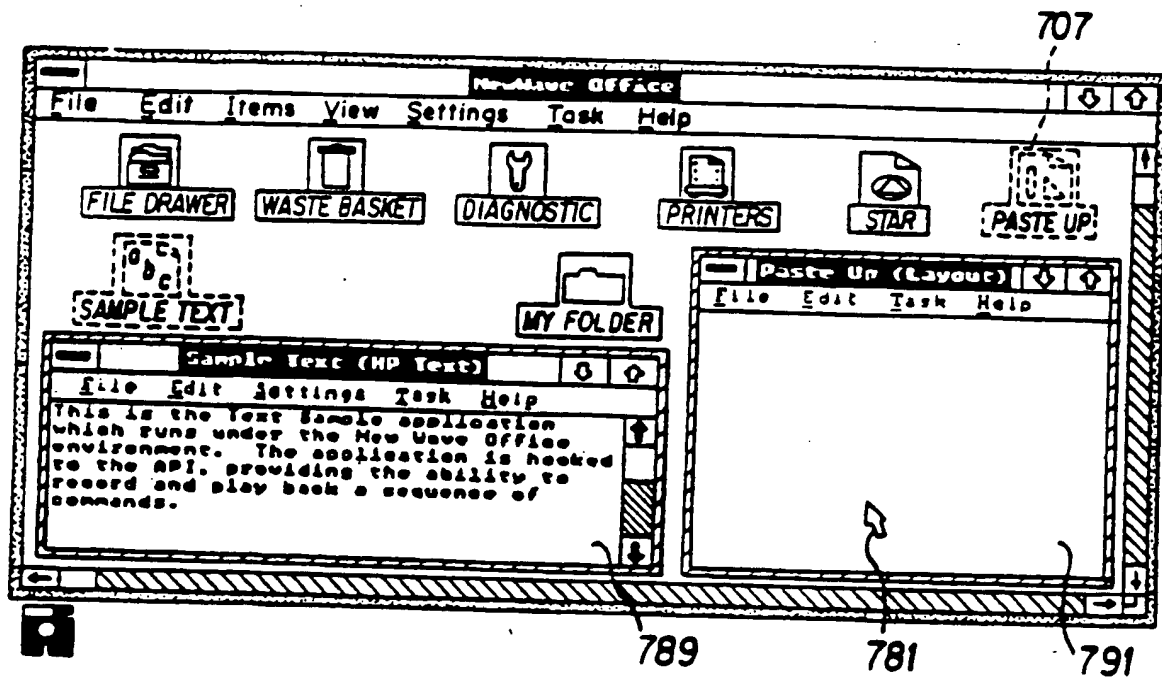 707
NewWave Office
File Edit Items View Settings Task Help
FILE DRAWER WASTE BASKET DIAGNOSTIC PRINTERS STAR PASTE UP
SAMPLE TEXT MY FOLDER
Paste Up (Layout)
File Edit Task Help
Sample Text (HP Text)
File Edit Settings Task Help
This is the Text Sample application
which runs under the New Wave Office
environment. The application is hooked
to the API, providing the ability to
record and play back a sequence of
commands.
abc
789 781 791